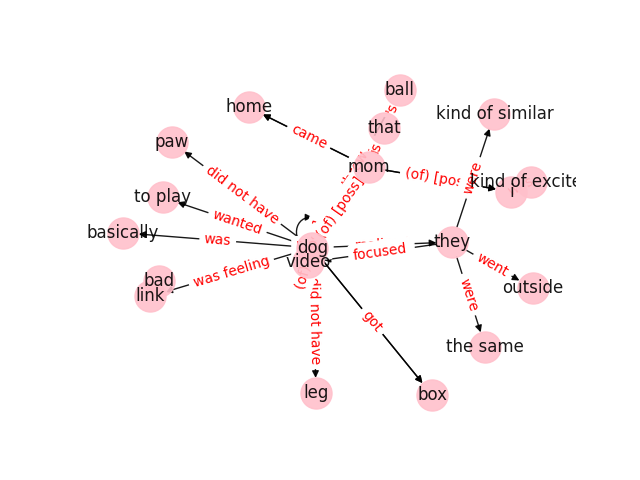 ball
kind of similar
home
that
came
paw
mom
were
(of) [poss]
kind of excite
I
did not have
to play
(of) [poss]
wanted
basically
was
dog
focused
they
video
went
was feeling
bad
link
outside
were
did not have
got
the same
leg
box